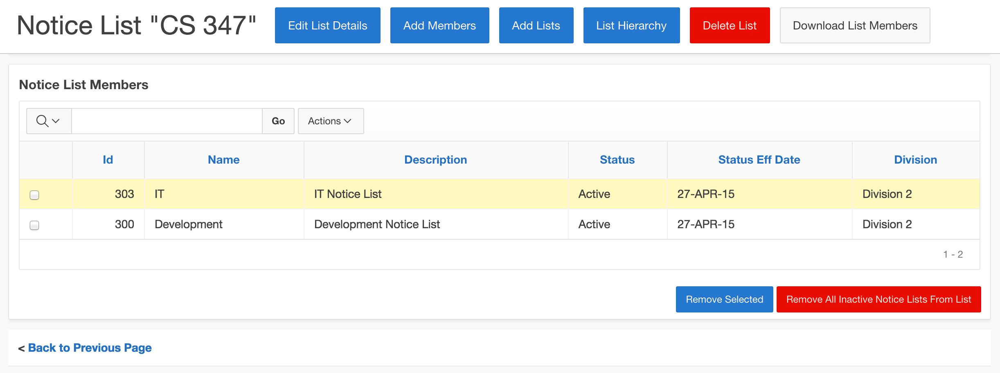 Notice List "CS 347"
Edit List Details
Add Members
Add Lists
List Hierarchy
Delete List
Download List Members
Notice List Members
Go
Actions
Id Name Description Status Status Eff Date Division
303 IT IT Notice List Active 27-APR-15 Division 2
300 Development Development Notice List Active 27-APR-15 Division 2
1 - 2
Remove Selected
Remove All Inactive Notice Lists From List
< Back to Previous Page